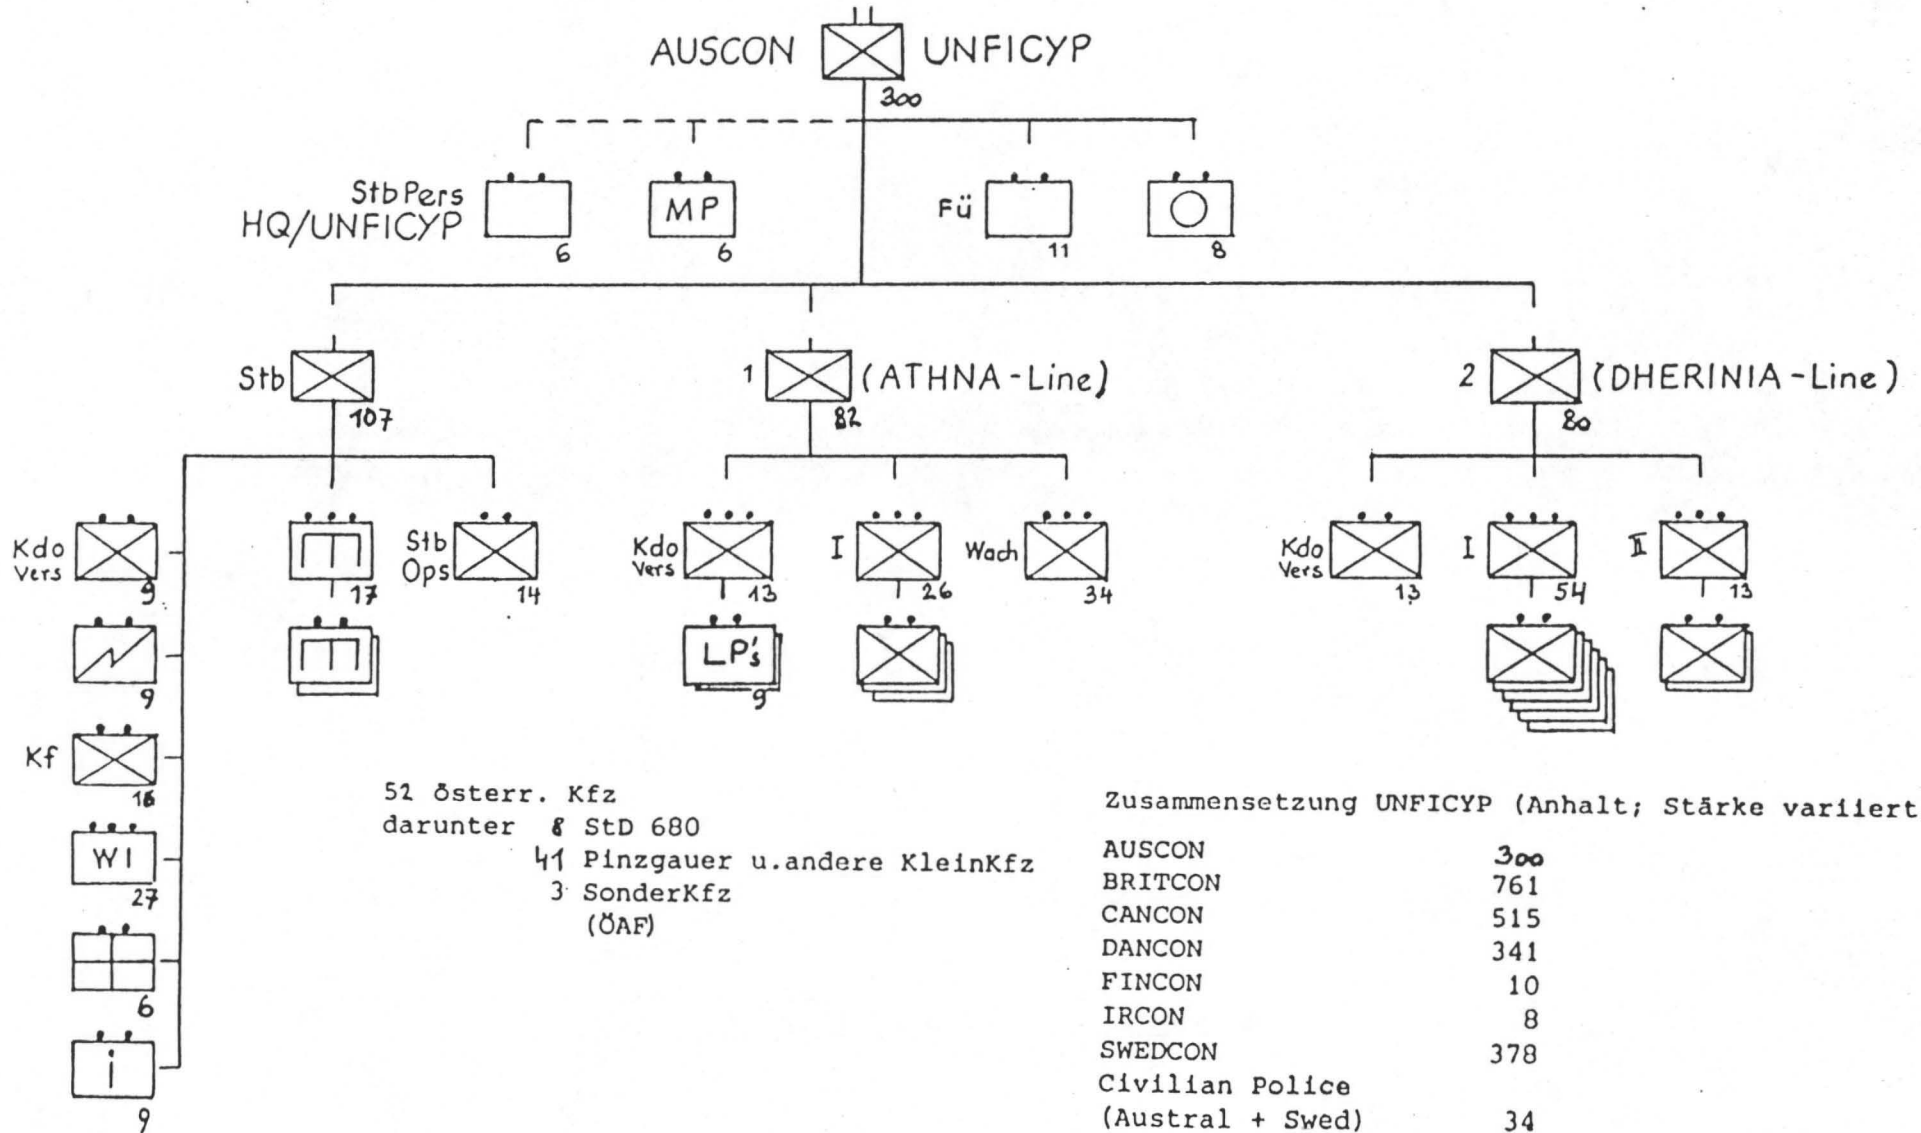 AUSCON UNFICYP
300
StbPers
HQ/UNFICYP
6
MP
6
Fü
11
8
Stb
107
1 (ATHNA-Line)
82
2 (DHERINIA-Line)
80
Kdo
Vers
9
17
Stb
Ops
14
Kdo
Vers
13
I
26
Wach
34
Kdo
Vers
13
I
54
II
13
9
LP's
9
Kf
WI
27
6
i
9
52 österr. Kfz
darunter 8 StD 680
41 Pinzgauer u.andere KleinKfz
3 SonderKfz
(ÖAF)
Zusammensetzung UNFICYP (Anhalt; Stärke variiert
AUSCON 300
BRITCON 761
CANCON 515
DANCON 341
FINCON 10
IRCON 8
SWEDCON 378
Civilian Police
(Austral + Swed) 34